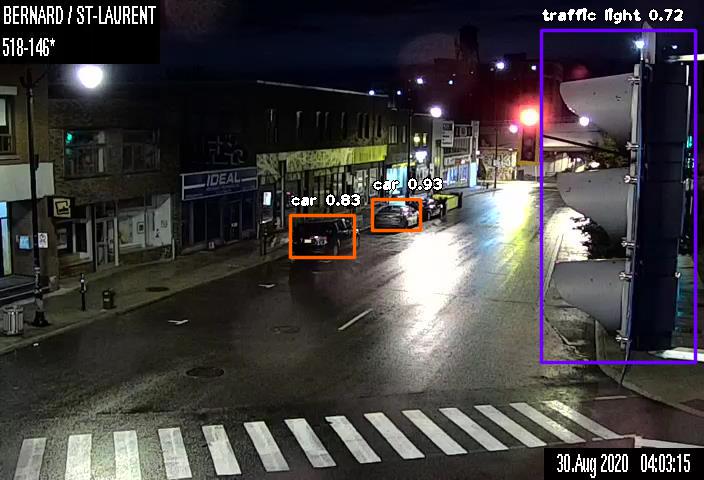 BERNARD / ST-LAURENT
518-146*
traffic light 0.72
car 0.93
car 0.83
IDEAL
30.Aug 2020 04:03:15